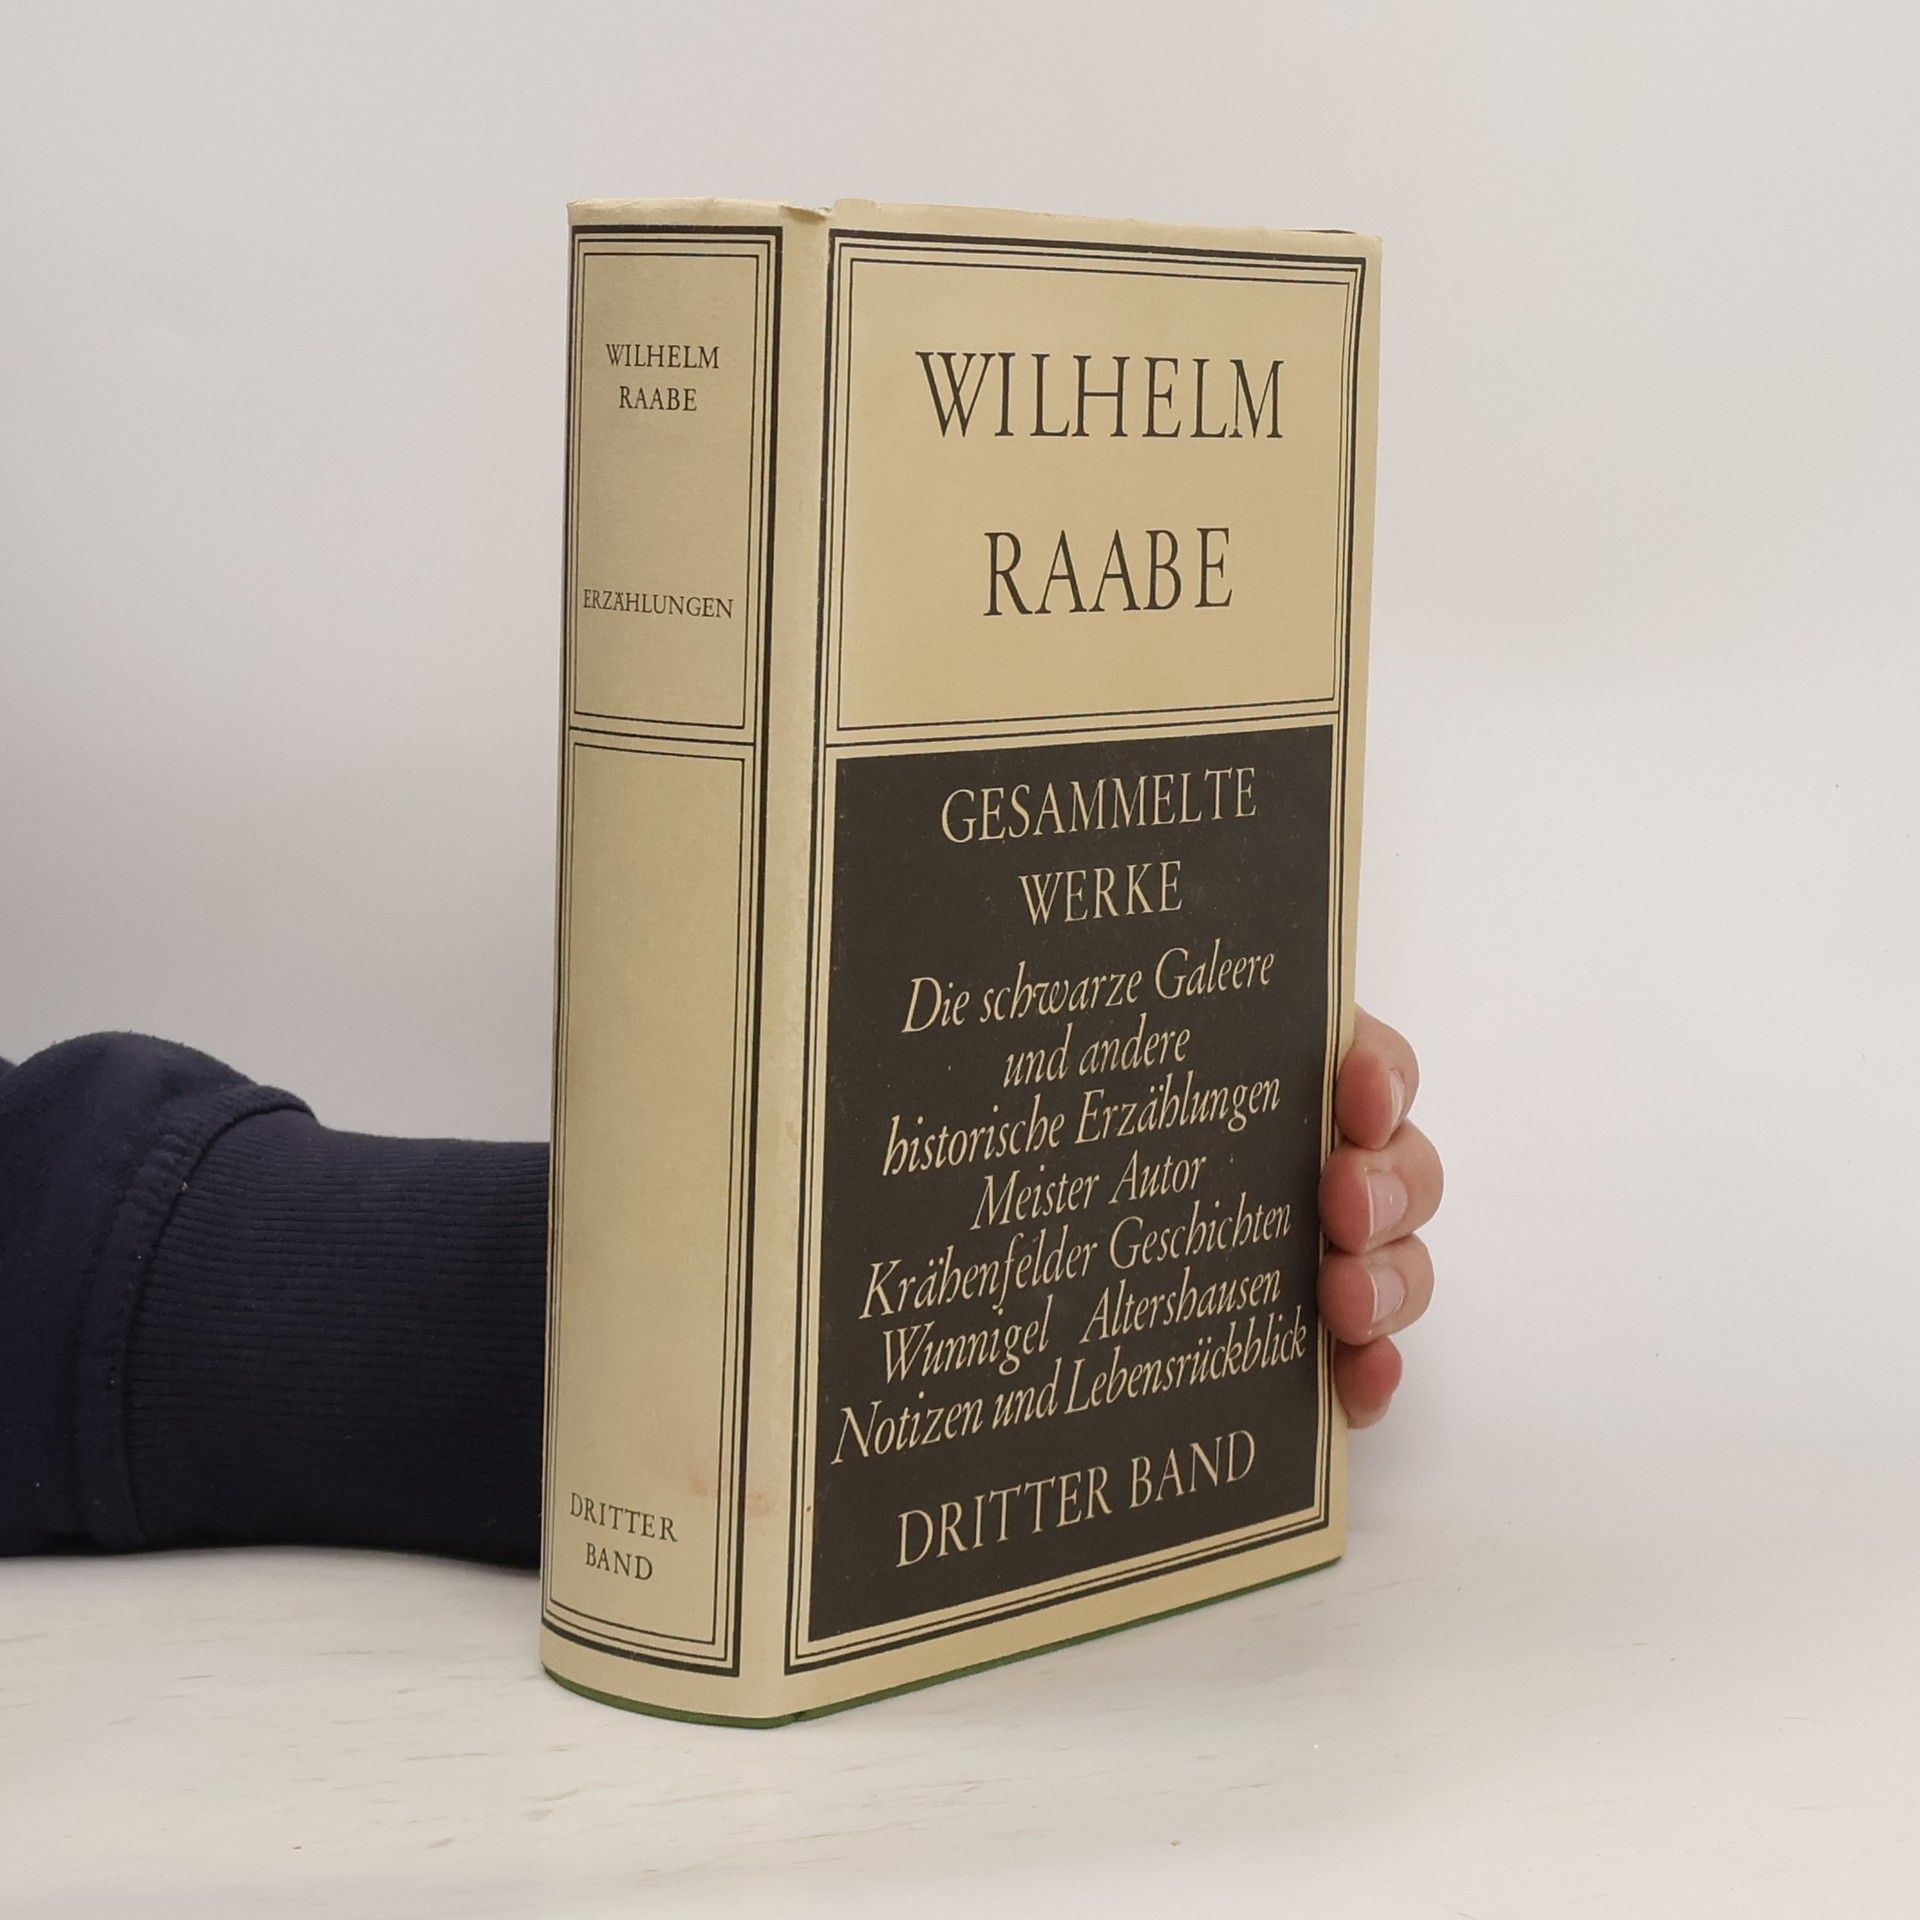 WILHELM
RAABE
ERZÄHLUNGEN
DRITTER
BAND
WILHELM
RAABE
GESAMMELTE
WERKE
Die schwarze Galeere
und andere
historische Erzählungen
Meister Autor
Krähenfelder Geschichten
Wunnigel Altershausen
Notizen und Lebensrückblick
DRITTER BAND